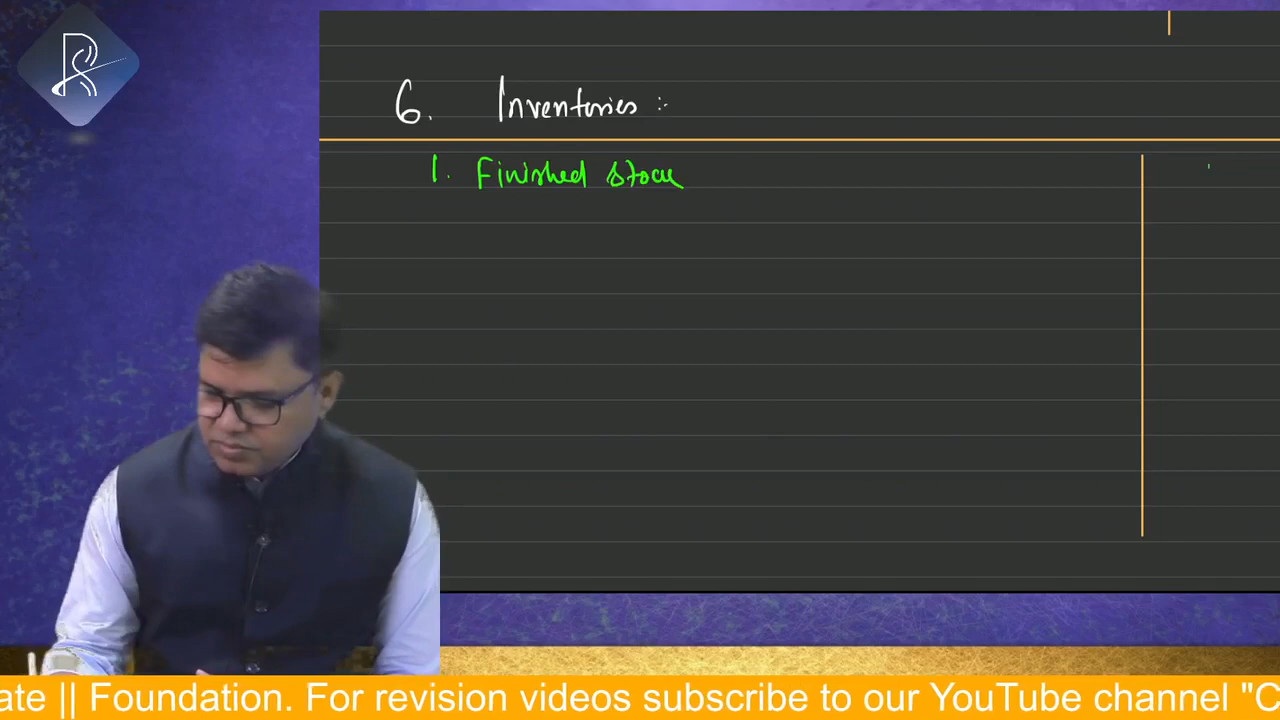 6. Inventories :-
1. Finished stock
ate || Foundation. For revision videos subscribe to our YouTube channel "C